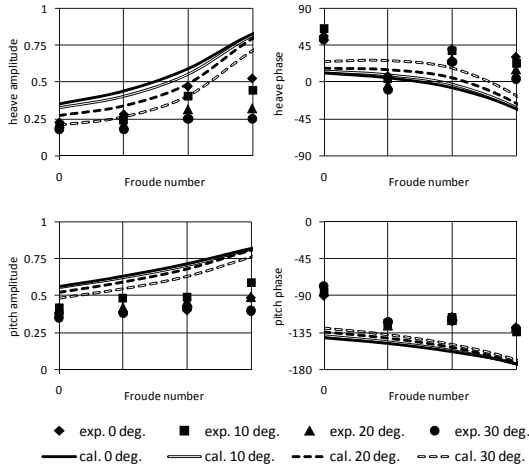 1
0.75
0.5
0.25
0
heave amplitude
0
Froude number
90
45
0
-45
-90
heave phase
0
Froude number
1
0.75
0.5
0.25
0
pitch amplitude
0
Froude number
0
-45
-90
-135
-180
pitch phase
0
Froude number
exp. 0 deg. exp. 10 deg. exp. 20 deg. exp. 30 deg.
cal. 0 deg. cal. 10 deg. cal. 20 deg. cal. 30 deg.